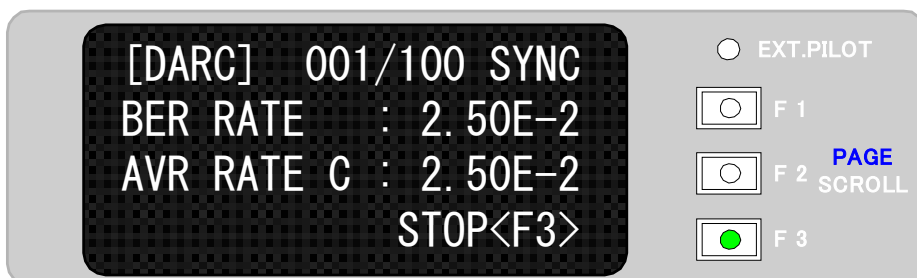 [DARC] 001/100 SYNC
BER RATE : 2.50E-2
AVR RATE C : 2.50E-2
STOP<F3>
EXT.PILOT
F 1
F 2
PAGE
SCROLL
F 3